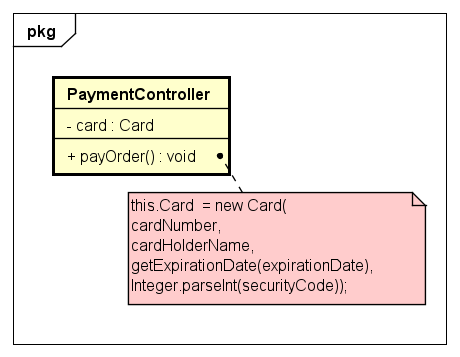 pkg
PaymentController
- card : Card
+ payOrder() : void
this.Card = new Card(
cardNumber,
cardHolderName,
getExpirationDate(expirationDate),
Integer.parseInt(securityCode));